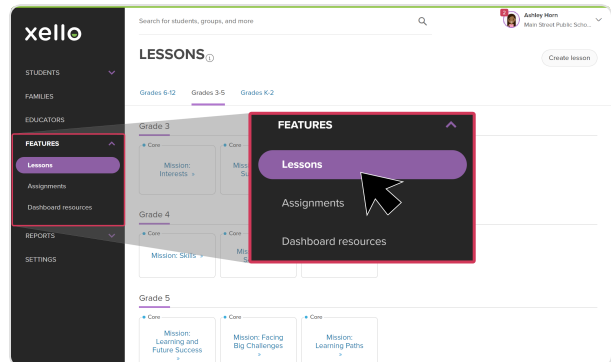 xello
Search for students, groups, and more
2
Ashley Horn
Main Street Public Scho...
LESSONS
Create lesson
STUDENTS
FAMILIES
EDUCATORS
FEATURES
Lessons
Assignments
Dashboard resources
REPORTS
SETTINGS
Grades 6-12
Grades 3-5
Grades K-2
Grade 3
Core
Mission:
Interests »
Core
FEATURES
Lessons
Assignments
Dashboard resources
Grade 4
Core
Mission: Skills »
Core
Grade 5
Core
Mission:
Learning and
Future Success
»
Core
Mission: Facing
Big Challenges
»
Core
Mission:
Learning Paths
»